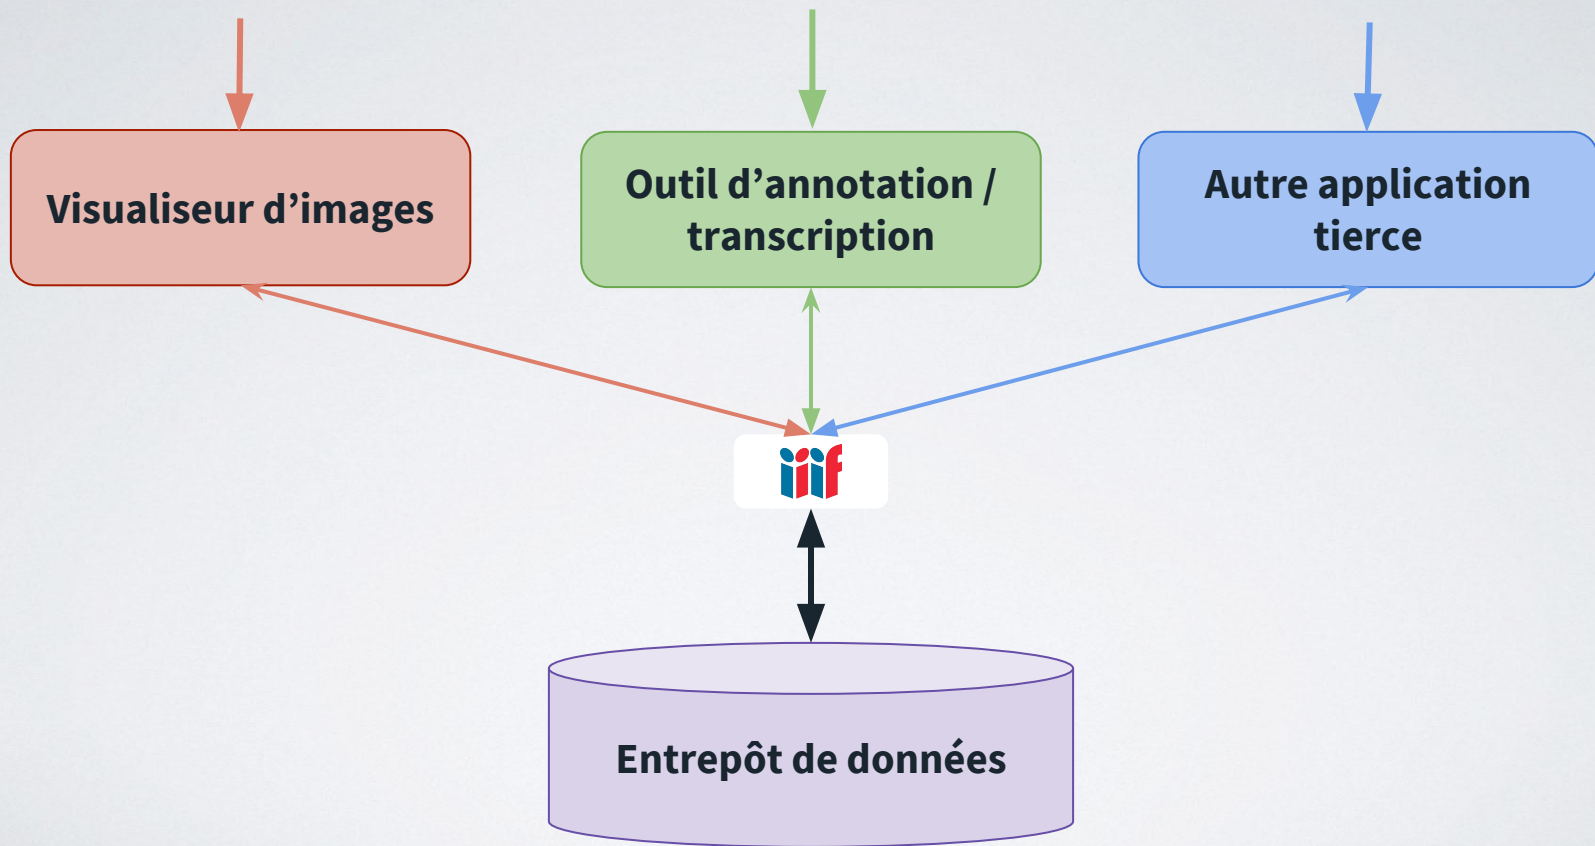 Visualiseur d’images
Outil d’annotation /
transcription
Autre application
tierce
iiif
Entrepôt de données